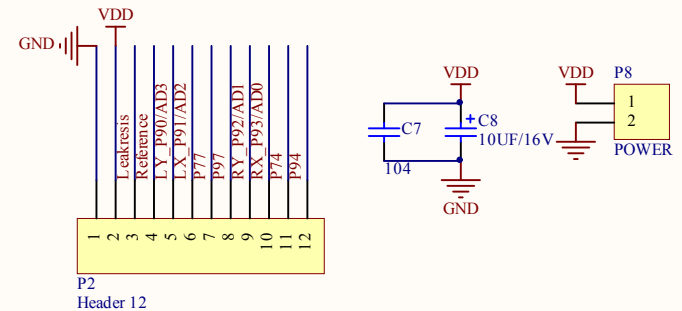 VDD
GND
Leakresis
Reference
LY_P90/AD3
LX_P91/AD2
P77
P97
RY_P92/AD1
RX_P93/AD0
P74
P94
1
2
3
4
5
6
7
8
9
10
11
12
P2
Header 12
VDD
C7
104
C8
+
10UF/16V
GND
VDD
P8
1
2
POWER